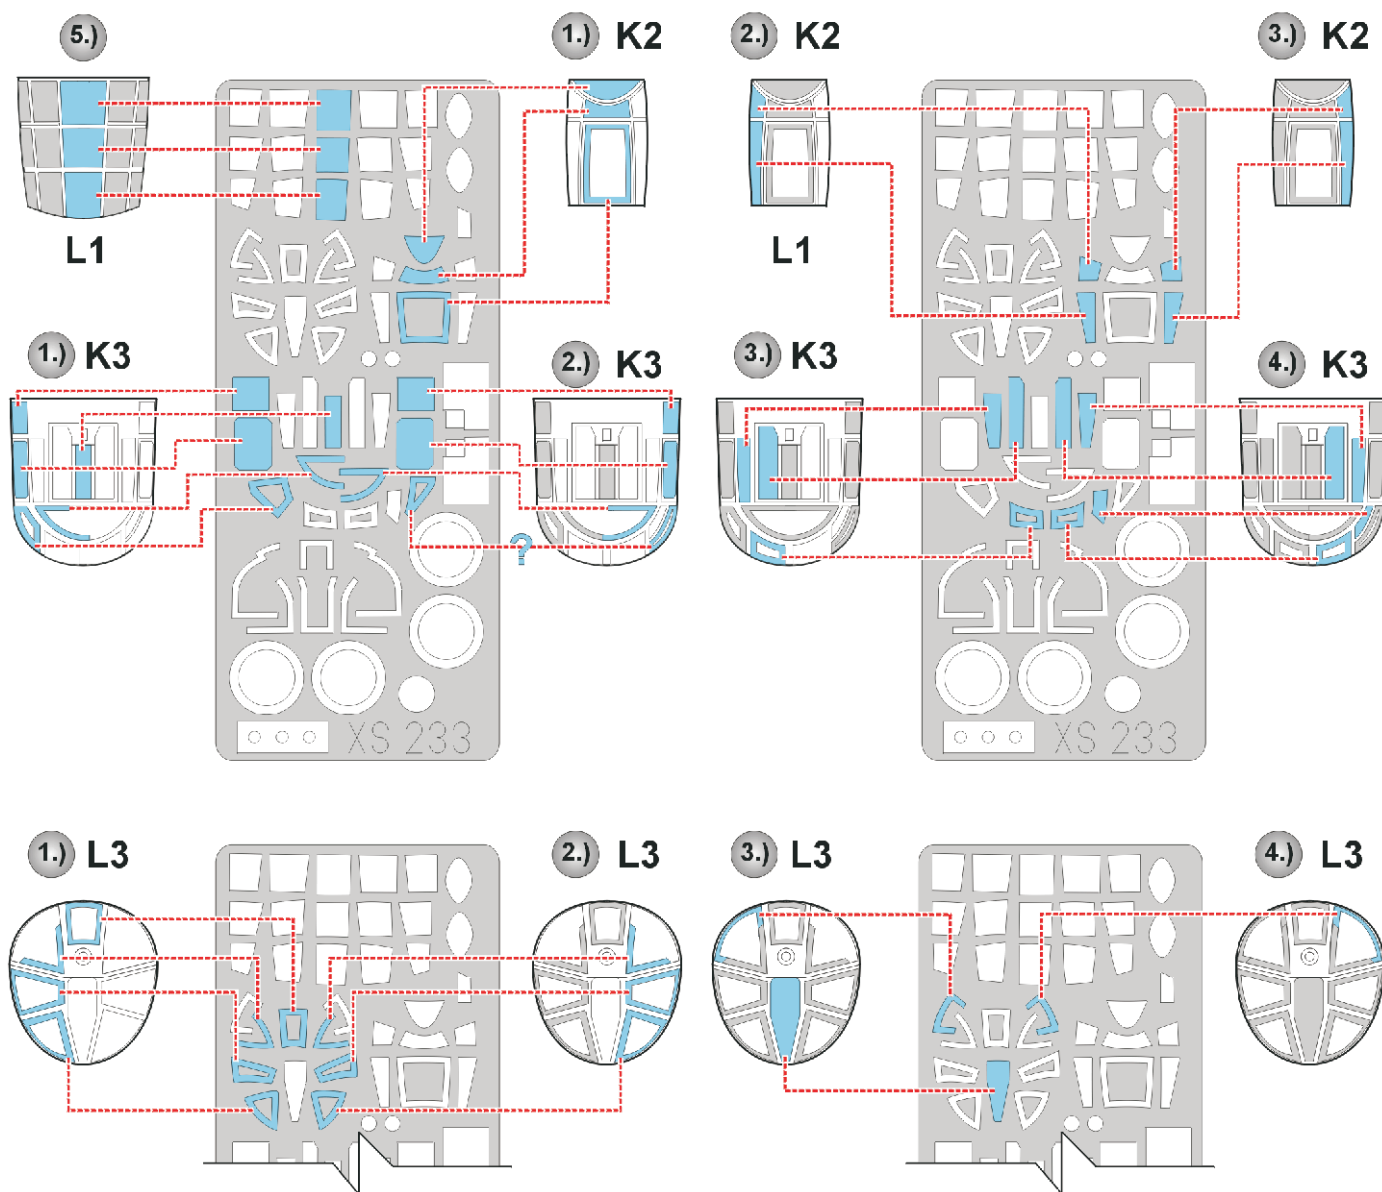 5.)
1.) K2
2.) K2
3.) K2
L1
L1
1.) K3
2.) K3
3.) K3
4.) K3
?
XS 233
XS 233
1.) L3
2.) L3
3.) L3
4.) L3